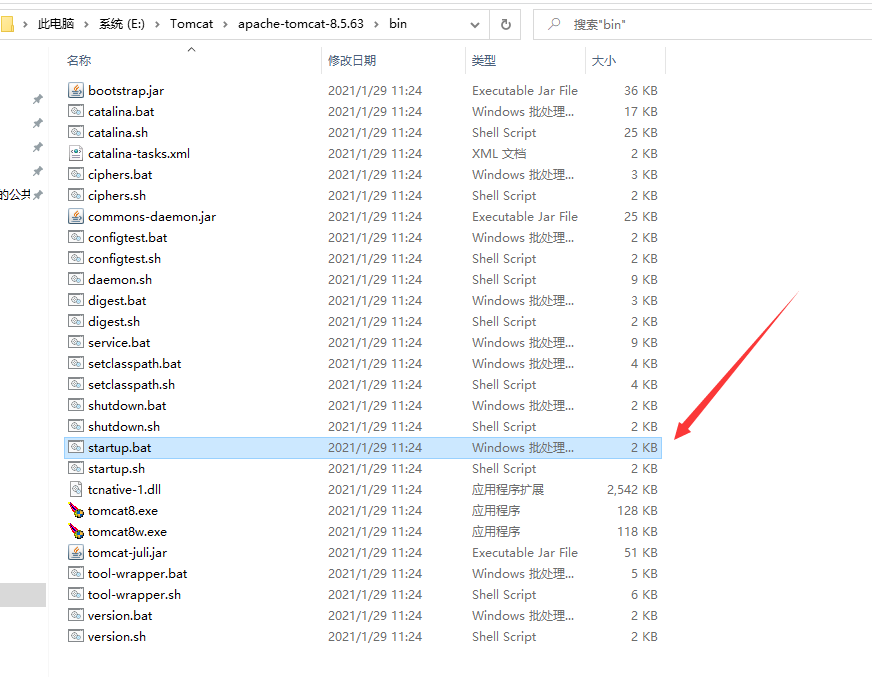 此电脑 › 系统 (E:) › Tomcat › apache-tomcat-8.5.63 › bin 搜索"bin"
名称 修改日期 类型 大小
bootstrap.jar 2021/1/29 11:24 Executable Jar File 36 KB
catalina.bat 2021/1/29 11:24 Windows 批处理... 17 KB
catalina.sh 2021/1/29 11:24 Shell Script 25 KB
catalina-tasks.xml 2021/1/29 11:24 XML 文档 2 KB
ciphers.bat 2021/1/29 11:24 Windows 批处理... 3 KB
的公共 ciphers.sh 2021/1/29 11:24 Shell Script 2 KB
commons-daemon.jar 2021/1/29 11:24 Executable Jar File 25 KB
configtest.bat 2021/1/29 11:24 Windows 批处理... 2 KB
configtest.sh 2021/1/29 11:24 Shell Script 2 KB
daemon.sh 2021/1/29 11:24 Shell Script 9 KB
digest.bat 2021/1/29 11:24 Windows 批处理... 3 KB
digest.sh 2021/1/29 11:24 Shell Script 2 KB
service.bat 2021/1/29 11:24 Windows 批处理... 9 KB
setclasspath.bat 2021/1/29 11:24 Windows 批处理... 4 KB
setclasspath.sh 2021/1/29 11:24 Shell Script 4 KB
shutdown.bat 2021/1/29 11:24 Windows 批处理... 2 KB
shutdown.sh 2021/1/29 11:24 Shell Script 2 KB
startup.bat 2021/1/29 11:24 Windows 批处理... 2 KB
startup.sh 2021/1/29 11:24 Shell Script 2 KB
tcnative-1.dll 2021/1/29 11:24 应用程序扩展 2,542 KB
tomcat8.exe 2021/1/29 11:24 应用程序 128 KB
tomcat8w.exe 2021/1/29 11:24 应用程序 118 KB
tomcat-juli.jar 2021/1/29 11:24 Executable Jar File 51 KB
tool-wrapper.bat 2021/1/29 11:24 Windows 批处理... 5 KB
tool-wrapper.sh 2021/1/29 11:24 Shell Script 6 KB
version.bat 2021/1/29 11:24 Windows 批处理... 2 KB
version.sh 2021/1/29 11:24 Shell Script 2 KB